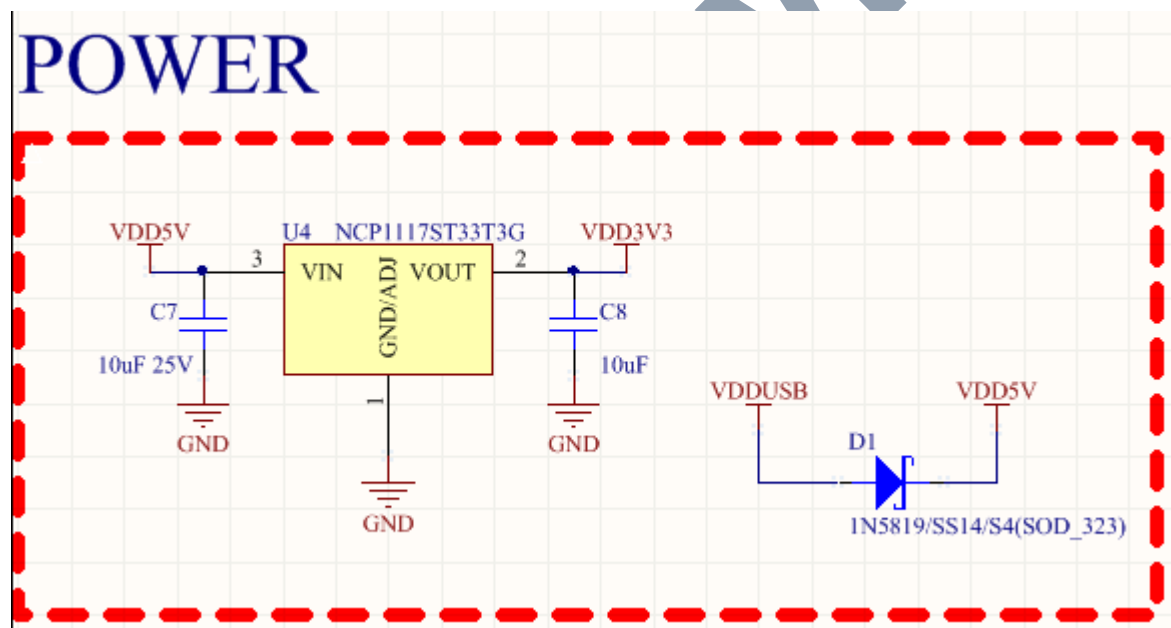 POWER
VDD5V
U4
NCP1117ST33T3G
VDD3V3
3
VIN
GND/ADJ
VOUT
2
C7
10uF 25V
C8
10uF
1
GND
GND
GND
VDDUSB
VDD5V
D1
1N5819/SS14/S4(SOD_323)